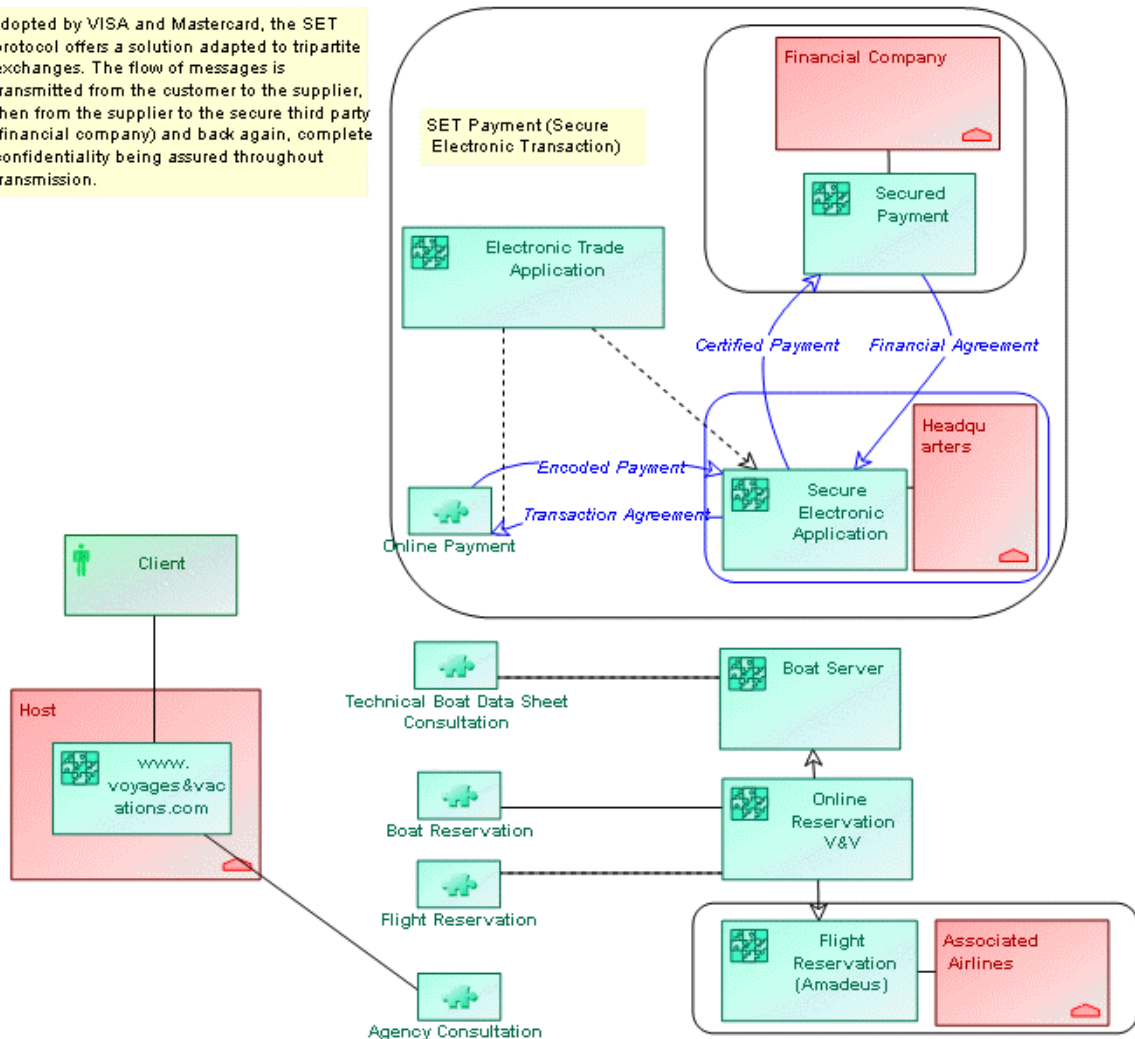 dopted by VISA and Mastercard, the SET
rotocol offers a solution adapted to tripartite
xchanges. The flow of messages is
ransmitted from the customer to the supplier,
hen from the supplier to the secure third party
financial company) and back again, complete
onfidentiality being assured throughout
ransmission.
SET Payment (Secure
Electronic Transaction)
Financial Company
Secured
Payment
Electronic Trade
Application
Certified Payment
Financial Agreement
Headqu
arters
Encoded Payment
Secure
Electronic
Application
Transaction Agreement
Online Payment
Client
Host
www.
voyages&vac
ations.com
Technical Boat Data Sheet
Consultation
Boat Server
Boat Reservation
Online
Reservation
V&V
Flight Reservation
Flight
Reservation
(Amadeus)
Associated
Airlines
Agency Consultation